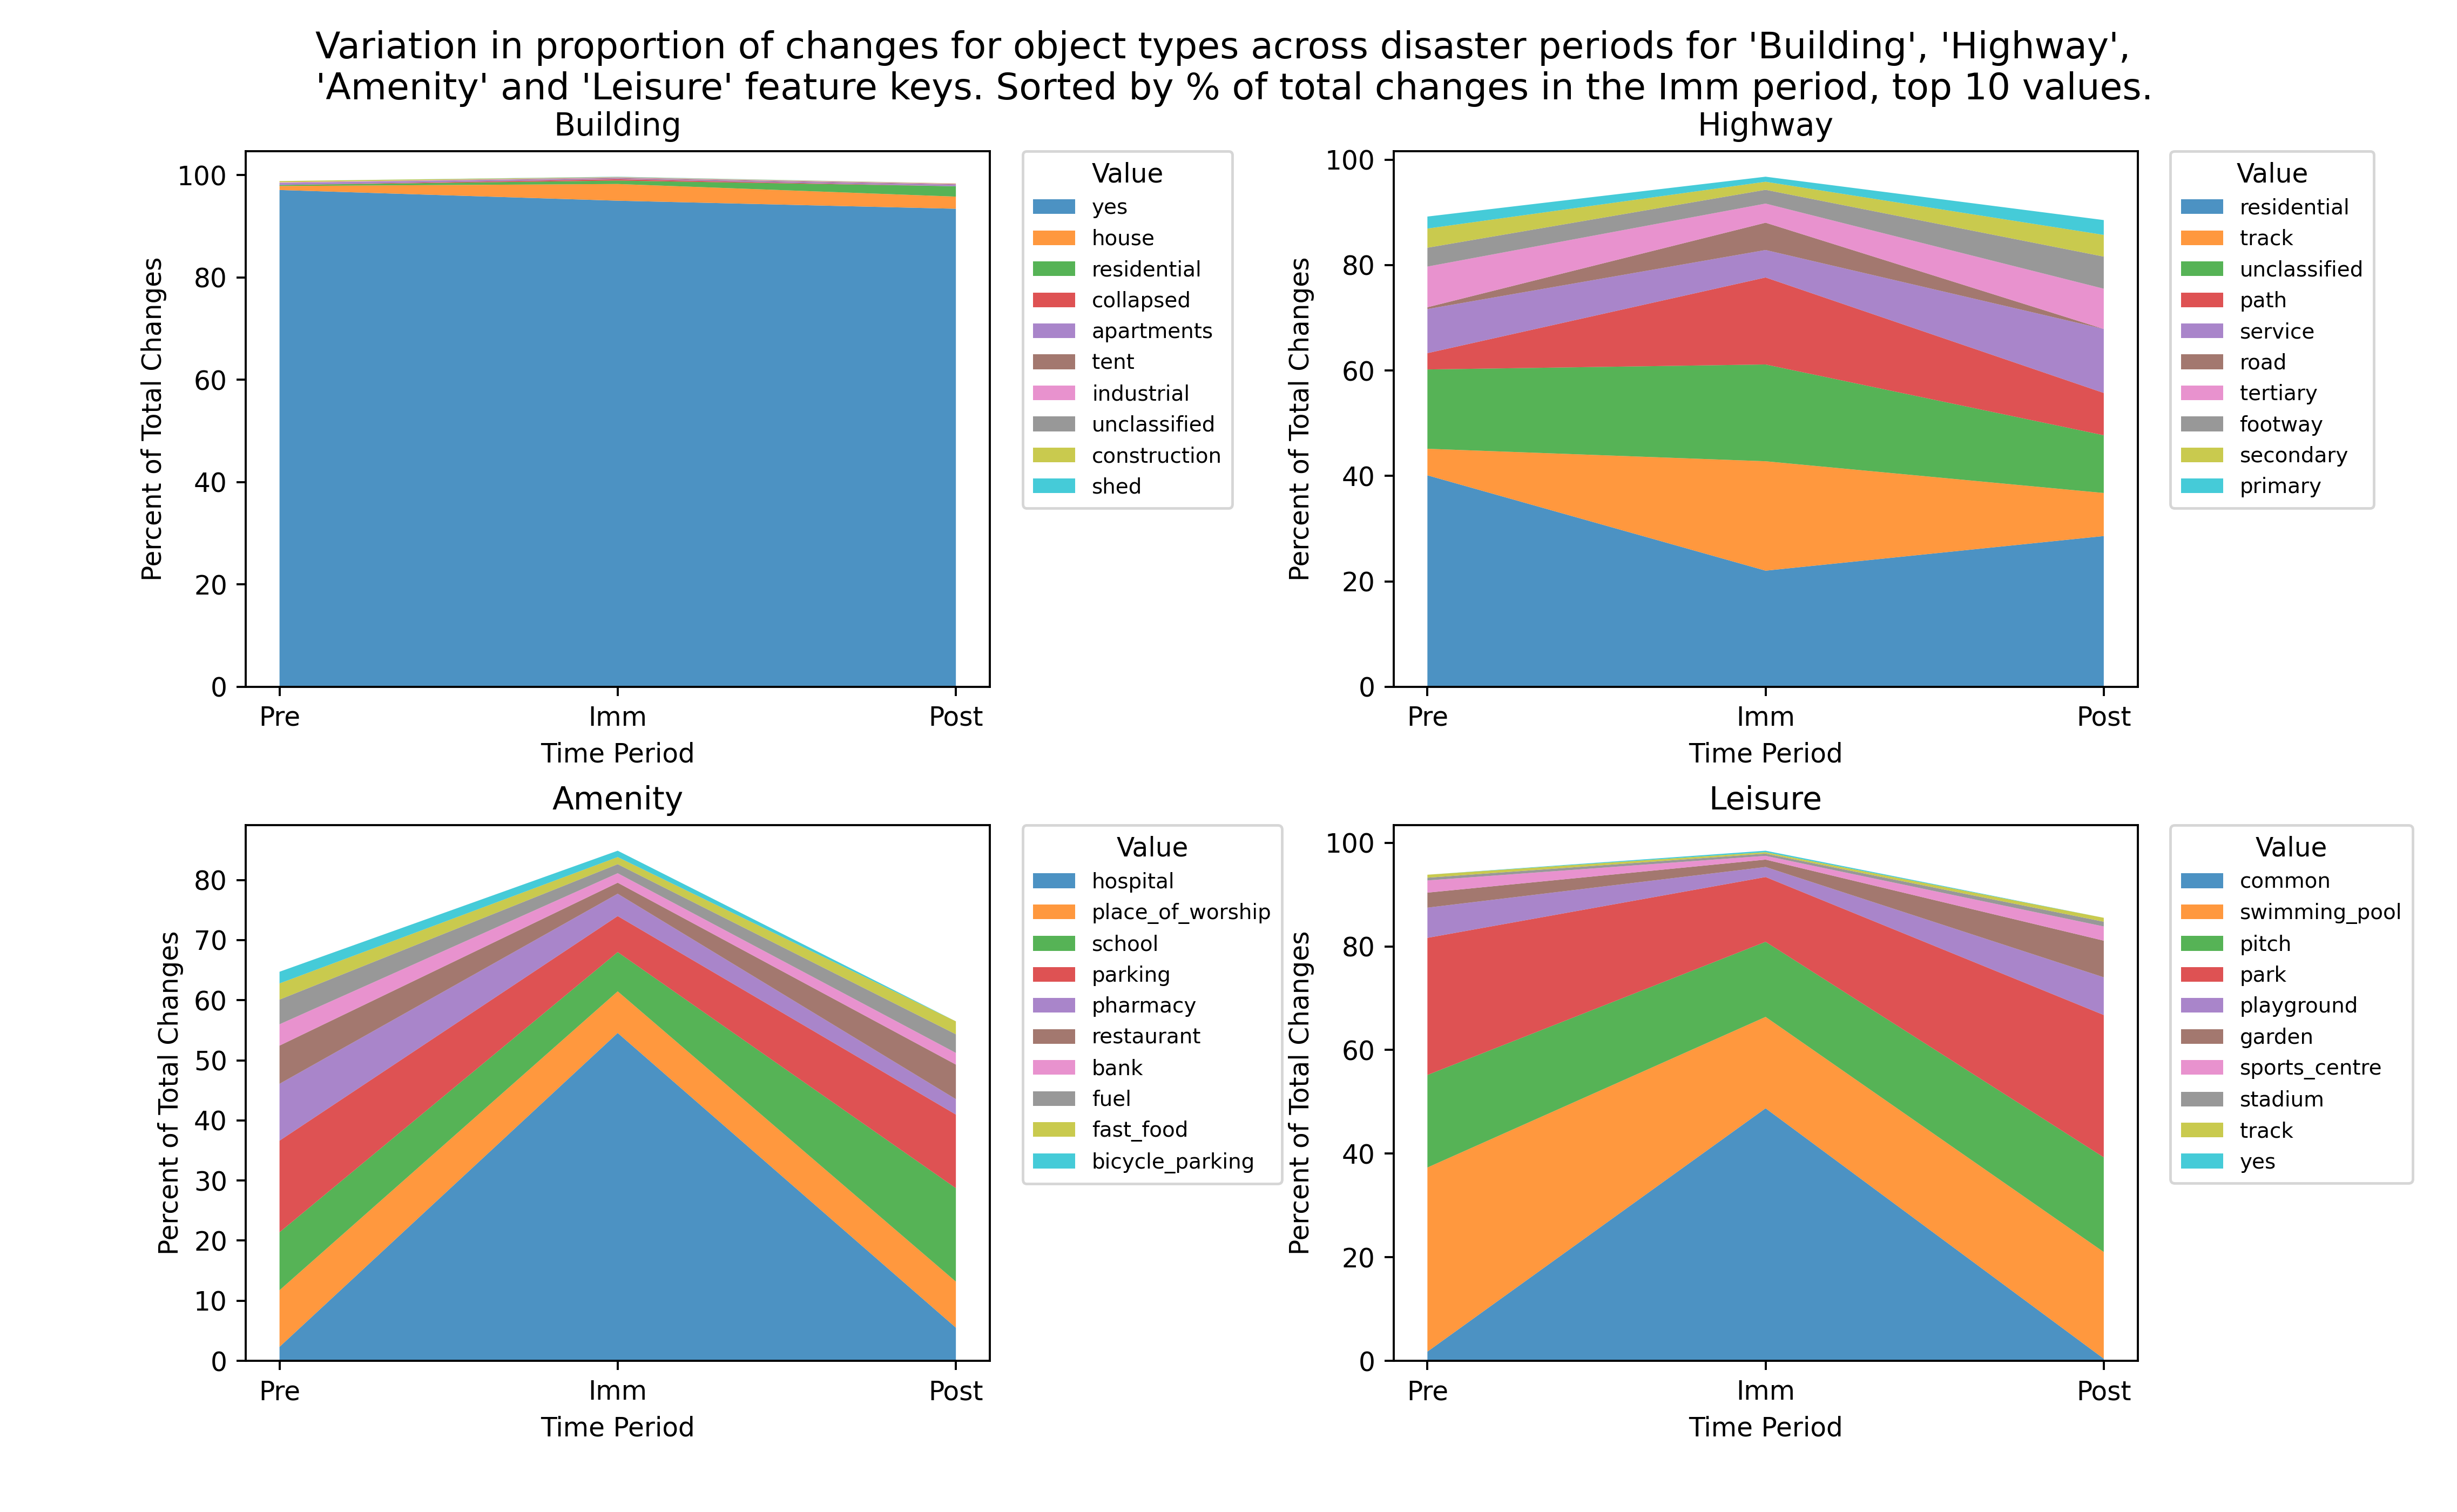 Variation in proportion of changes for object types across disaster periods for 'Building', 'Highway',
'Amenity' and 'Leisure' feature keys. Sorted by % of total changes in the Imm period, top 10 values.
Building
Percent of Total Changes
100
80
60
40
20
0
Pre
Imm
Post
Time Period
Value
yes
house
residential
collapsed
apartments
tent
industrial
unclassified
construction
shed
Highway
Percent of Total Changes
100
80
60
40
20
0
Pre
Imm
Post
Time Period
Value
residential
track
unclassified
path
service
road
tertiary
footway
secondary
primary
Amenity
Percent of Total Changes
80
70
60
50
40
30
20
10
0
Pre
Imm
Post
Time Period
Value
hospital
place_of_worship
school
parking
pharmacy
restaurant
bank
fuel
fast_food
bicycle_parking
Leisure
Percent of Total Changes
100
80
60
40
20
0
Pre
Imm
Post
Time Period
Value
common
swimming_pool
pitch
park
playground
garden
sports_centre
stadium
track
yes